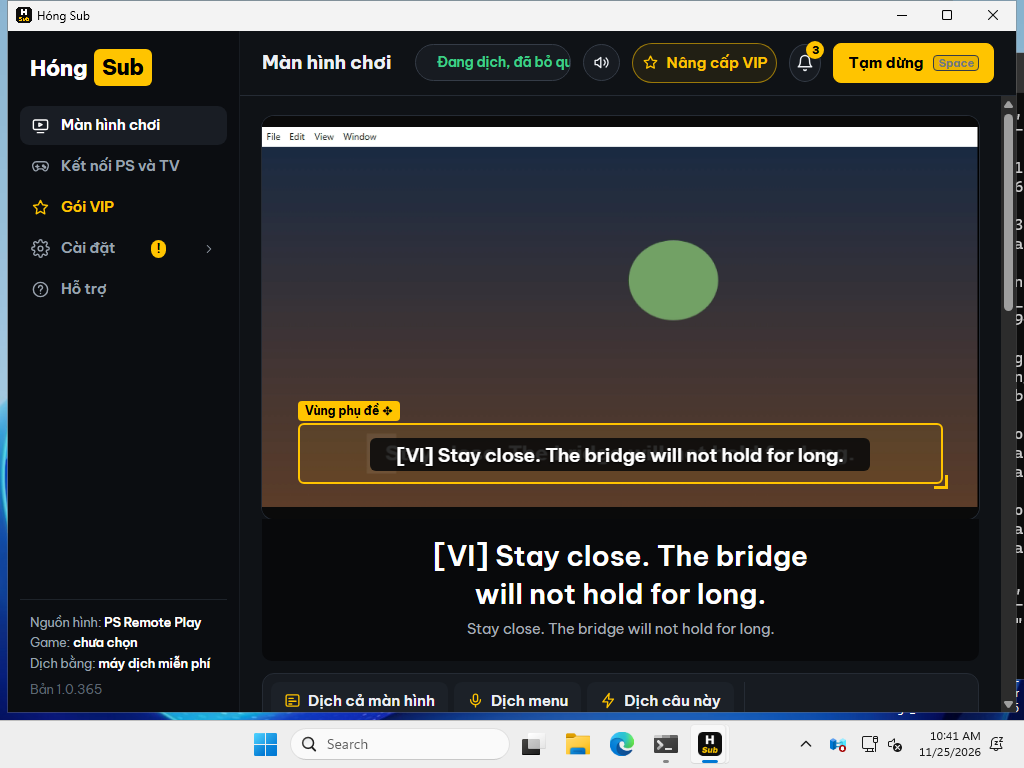 Hóng Sub
Hóng Sub
Màn hình chơi
Kết nối PS và TV
Gói VIP
Cài đặt !
Hỗ trợ
Nguồn hình: PS Remote Play
Game: chưa chọn
Dịch bằng: máy dịch miễn phí
Bản 1.0.365
Màn hình chơi
Đang dịch, đã bỏ qu
Nâng cấp VIP
3
Tạm dừng Space
File Edit View Window
Vùng phụ đề
[VI] Stay close. The bridge will not hold for long.
[VI] Stay close. The bridge
will not hold for long.
Stay close. The bridge will not hold for long.
Dịch cả màn hình
Dịch menu
Dịch câu này
Search
H
Sub
10:41 AM
11/25/2026